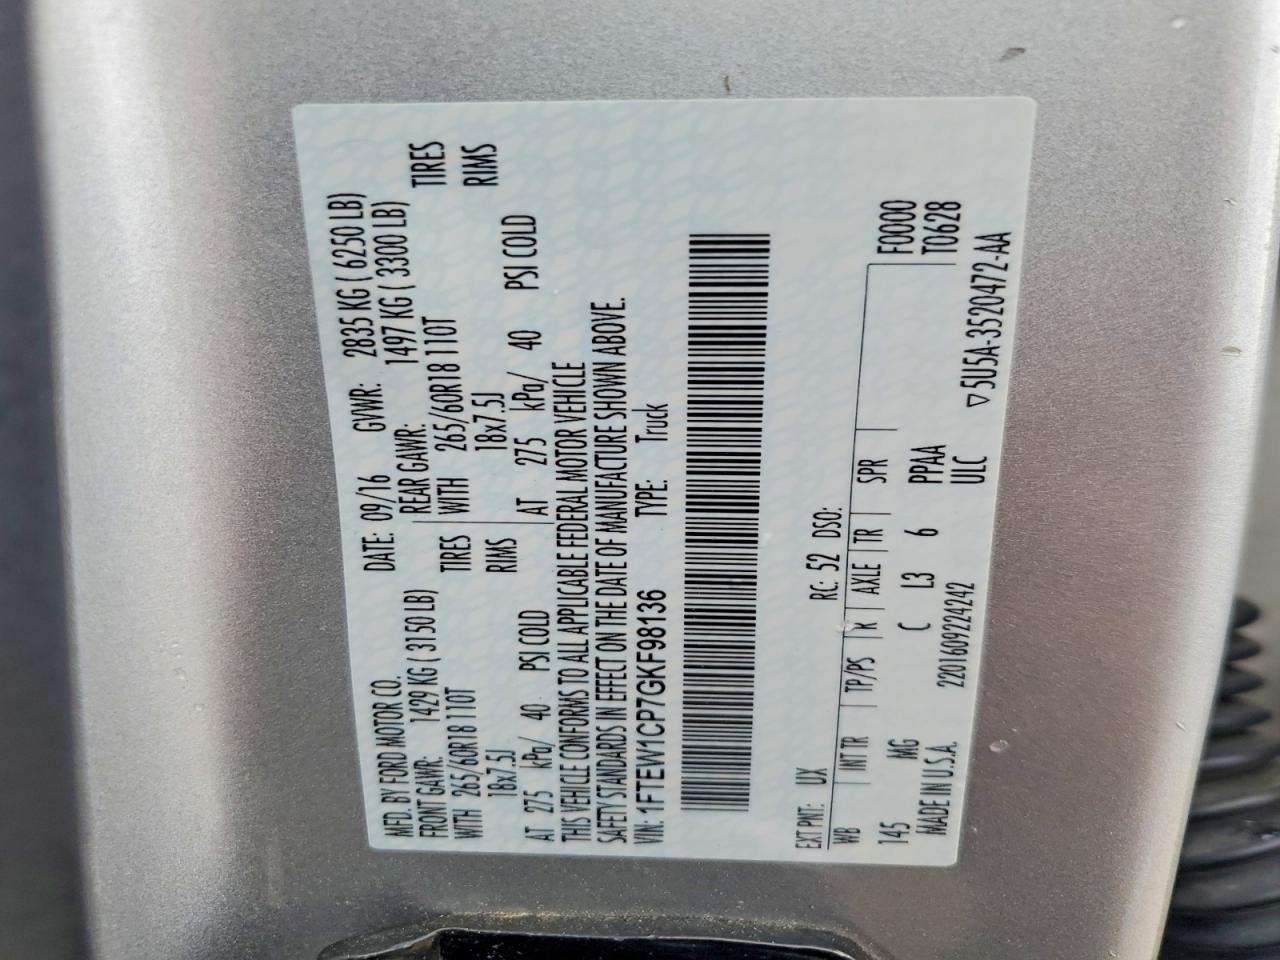 MFD. BY FORD MOTOR CO.
DATE: 09/16 GVWR: 2835 KG ( 6250 LB)
FRONT GAWR: 1429 KG ( 3150 LB) REAR GAWR: 1497 KG ( 3300 LB)
WITH 265/60R18 110T TIRES WITH 265/60R18 110T TIRES
18x7.5J RIMS 18x7.5J RIMS
AT 275 kPa/ 40 PSI COLD AT 275 kPa/ 40 PSI COLD
THIS VEHICLE CONFORMS TO ALL APPLICABLE FEDERAL MOTOR VEHICLE
SAFETY STANDARDS IN EFFECT ON THE DATE OF MANUFACTURE SHOWN ABOVE.
VIN: 1FTEW1CP7GKF98136 TYPE: Truck
EXT PNT: UX RC: 52 DSO:
WB INT TR TP/PS R AXLE TR SPR F0000
145 MG C L3 6 PPAA T0628
MADE IN U.S.A. 2201609224242 ULC
▽5U5A-3520472-AA